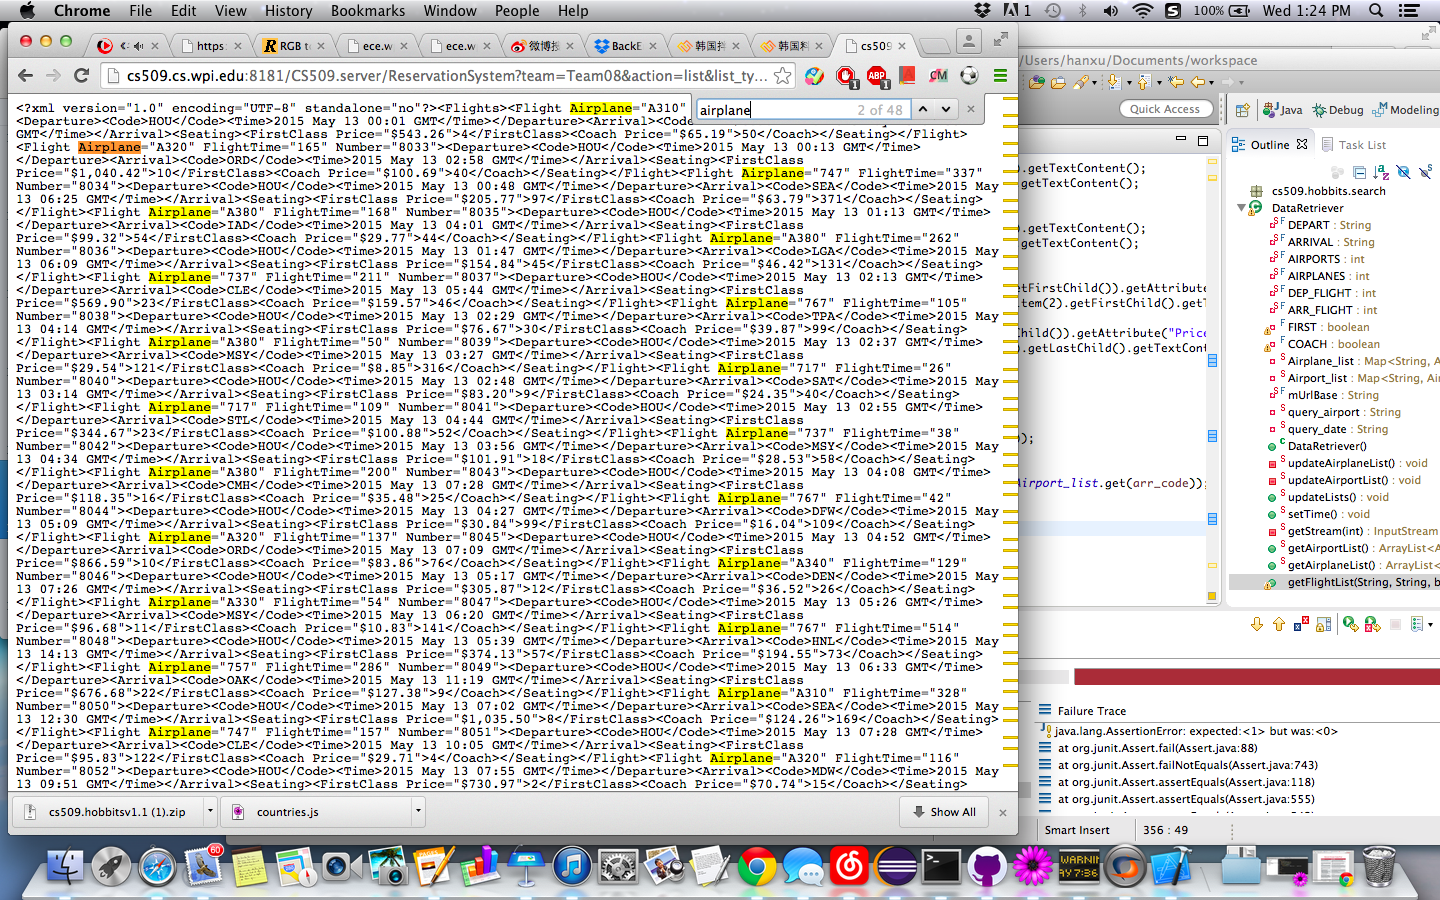 Chrome File Edit View History Bookmarks Window People Help
1 100% Wed 1:24 PM
https: RGB t ece.w ece.w 微博授 BackE 韩国抖 韩国料 cs509
cs509.cs.wpi.edu:8181/CS509.server/ReservationSystem?team=Team08&action=list&list_ty...
airplane 2 of 48
<?xml version="1.0" encoding="UTF-8" standalone="no"?><Flights><Flight Airplane="A310"
<Departure><Code>HOU</Code><Time>2015 May 13 00:01 GMT</Time></Departure><Arrival><Code
GMT</Time></Arrival><Seating><FirstClass Price="$543.26">4</FirstClass><Coach Price="$65.19">50</Coach></Seating></Flight>
<Flight Airplane="A320" FlightTime="165" Number="8033"><Departure><Code>HOU</Code><Time>2015 May 13 00:13 GMT</Time>
</Departure><Arrival><Code>ORD</Code><Time>2015 May 13 02:58 GMT</Time></Arrival><Seating><FirstClass
Price="$1,040.42">10</FirstClass><Coach Price="$100.69">40</Coach></Seating></Flight><Flight Airplane="747" FlightTime="337"
Number="8034"><Departure><Code>HOU</Code><Time>2015 May 13 00:48 GMT</Time></Departure><Arrival><Code>SEA</Code><Time>2015 May
13 06:25 GMT</Time></Arrival><Seating><FirstClass Price="$205.77">97</FirstClass><Coach Price="$63.79">371</Coach></Seating>
</Flight><Flight Airplane="A380" FlightTime="168" Number="8035"><Departure><Code>HOU</Code><Time>2015 May 13 01:13 GMT</Time>
</Departure><Arrival><Code>IAD</Code><Time>2015 May 13 04:01 GMT</Time></Arrival><Seating><FirstClass
Price="$99.32">54</FirstClass><Coach Price="$29.77">44</Coach></Seating></Flight><Flight Airplane="A380" FlightTime="262"
Number="8036"><Departure><Code>HOU</Code><Time>2015 May 13 01:47 GMT</Time></Departure><Arrival><Code>LGA</Code><Time>2015 May
13 06:09 GMT</Time></Arrival><Seating><FirstClass Price="$154.84">45</FirstClass><Coach Price="$46.42">131</Coach></Seating>
</Flight><Flight Airplane="737" FlightTime="211" Number="8037"><Departure><Code>HOU</Code><Time>2015 May 13 02:13 GMT</Time>
</Departure><Arrival><Code>CLE</Code><Time>2015 May 13 05:44 GMT</Time></Arrival><Seating><FirstClass
Price="$569.90">23</FirstClass><Coach Price="$159.57">46</Coach></Seating></Flight><Flight Airplane="767" FlightTime="105"
Number="8038"><Departure><Code>HOU</Code><Time>2015 May 13 02:29 GMT</Time></Departure><Arrival><Code>TPA</Code><Time>2015 May
13 04:14 GMT</Time></Arrival><Seating><FirstClass Price="$76.67">30</FirstClass><Coach Price="$39.87">99</Coach></Seating>
</Flight><Flight Airplane="A380" FlightTime="50" Number="8039"><Departure><Code>HOU</Code><Time>2015 May 13 02:37 GMT</Time>
</Departure><Arrival><Code>MSY</Code><Time>2015 May 13 03:27 GMT</Time></Arrival><Seating><FirstClass
Price="$29.54">121</FirstClass><Coach Price="$8.85">316</Coach></Seating></Flight><Flight Airplane="717" FlightTime="26"
Number="8040"><Departure><Code>HOU</Code><Time>2015 May 13 02:48 GMT</Time></Departure><Arrival><Code>SAT</Code><Time>2015 May
13 03:14 GMT</Time></Arrival><Seating><FirstClass Price="$83.20">9</FirstClass><Coach Price="$24.35">40</Coach></Seating>
</Flight><Flight Airplane="717" FlightTime="109" Number="8041"><Departure><Code>HOU</Code><Time>2015 May 13 02:55 GMT</Time>
</Departure><Arrival><Code>STL</Code><Time>2015 May 13 04:44 GMT</Time></Arrival><Seating><FirstClass
Price="$344.67">23</FirstClass><Coach Price="$100.88">52</Coach></Seating></Flight><Flight Airplane="737" FlightTime="38"
Number="8042"><Departure><Code>HOU</Code><Time>2015 May 13 03:56 GMT</Time></Departure><Arrival><Code>MSY</Code><Time>2015 May
13 04:34 GMT</Time></Arrival><Seating><FirstClass Price="$101.91">18</FirstClass><Coach Price="$28.53">58</Coach></Seating>
</Flight><Flight Airplane="A380" FlightTime="200" Number="8043"><Departure><Code>HOU</Code><Time>2015 May 13 04:08 GMT</Time>
</Departure><Arrival><Code>CMH</Code><Time>2015 May 13 07:28 GMT</Time></Arrival><Seating><FirstClass
Price="$118.35">16</FirstClass><Coach Price="$35.48">25</Coach></Seating></Flight><Flight Airplane="767" FlightTime="42"
Number="8044"><Departure><Code>HOU</Code><Time>2015 May 13 04:27 GMT</Time></Departure><Arrival><Code>DFW</Code><Time>2015 May
13 05:09 GMT</Time></Arrival><Seating><FirstClass Price="$30.84">99</FirstClass><Coach Price="$16.04">109</Coach></Seating>
</Flight><Flight Airplane="A320" FlightTime="137" Number="8045"><Departure><Code>HOU</Code><Time>2015 May 13 04:52 GMT</Time>
</Departure><Arrival><Code>ORD</Code><Time>2015 May 13 07:09 GMT</Time></Arrival><Seating><FirstClass
Price="$866.59">10</FirstClass><Coach Price="$83.86">76</Coach></Seating></Flight><Flight Airplane="A340" FlightTime="129"
Number="8046"><Departure><Code>HOU</Code><Time>2015 May 13 05:17 GMT</Time></Departure><Arrival><Code>DEN</Code><Time>2015 May
13 07:26 GMT</Time></Arrival><Seating><FirstClass Price="$305.87">12</FirstClass><Coach Price="$36.52">26</Coach></Seating>
</Flight><Flight Airplane="A330" FlightTime="54" Number="8047"><Departure><Code>HOU</Code><Time>2015 May 13 05:26 GMT</Time>
</Departure><Arrival><Code>MSY</Code><Time>2015 May 13 06:20 GMT</Time></Arrival><Seating><FirstClass
Price="$96.68">11</FirstClass><Coach Price="$10.83">141</Coach></Seating></Flight><Flight Airplane="767" FlightTime="514"
Number="8048"><Departure><Code>HOU</Code><Time>2015 May 13 05:39 GMT</Time></Departure><Arrival><Code>HNL</Code><Time>2015 May
13 14:13 GMT</Time></Arrival><Seating><FirstClass Price="$374.13">57</FirstClass><Coach Price="$194.55">73</Coach></Seating>
</Flight><Flight Airplane="757" FlightTime="286" Number="8049"><Departure><Code>HOU</Code><Time>2015 May 13 06:33 GMT</Time>
</Departure><Arrival><Code>OAK</Code><Time>2015 May 13 11:19 GMT</Time></Arrival><Seating><FirstClass
Price="$676.68">22</FirstClass><Coach Price="$127.38">9</Coach></Seating></Flight><Flight Airplane="A310" FlightTime="328"
Number="8050"><Departure><Code>HOU</Code><Time>2015 May 13 07:02 GMT</Time></Departure><Arrival><Code>SEA</Code><Time>2015 May
13 12:30 GMT</Time></Arrival><Seating><FirstClass Price="$1,035.50">8</FirstClass><Coach Price="$124.26">169</Coach></Seating>
</Flight><Flight Airplane="747" FlightTime="157" Number="8051"><Departure><Code>HOU</Code><Time>2015 May 13 07:28 GMT</Time>
</Departure><Arrival><Code>CLE</Code><Time>2015 May 13 10:05 GMT</Time></Arrival><Seating><FirstClass
Price="$95.83">122</FirstClass><Coach Price="$29.71">4</Coach></Seating></Flight><Flight Airplane="A320" FlightTime="116"
Number="8052"><Departure><Code>HOU</Code><Time>2015 May 13 07:55 GMT</Time></Departure><Arrival><Code>MDW</Code><Time>2015 May
13 09:51 GMT</Time></Arrival><Seating><FirstClass Price="$730.97">2</FirstClass><Coach Price="$70.74">15</Coach></Seating>
cs509.hobbitsv1.1 (1).zip countries.js Show All
/Users/hanxu/Documents/workspace
Quick Access Java Debug Modeling
Outline Task List
).getTextContent();
.getTextContent();
).getTextContent();
.getTextContent();
etFirstChild()).getAttribute
tem(2).getFirstChild().getT
Child()).getAttribute("Price
).getLastChild().getTextCont
);
Airport_list.get(arr_code));
cs509.hobbits.search
DataRetriever
DEPART : String
ARRIVAL : String
AIRPORTS : int
AIRPLANES : int
DEP_FLIGHT : int
ARR_FLIGHT : int
FIRST : boolean
COACH : boolean
Airplane_list : Map<String, A
Airport_list : Map<String, Air
mUrlBase : String
query_airport : String
query_date : String
DataRetriever()
updateAirplaneList() : void
updateAirportList() : void
updateLists() : void
setTime() : void
getStream(int) : InputStream
getAirportList() : ArrayList<A
getAirplaneList() : ArrayList<
getFlightList(String, String, b
Failure Trace
java.lang.AssertionError: expected:<1> but was:<0>
at org.junit.Assert.fail(Assert.java:88)
at org.junit.Assert.failNotEquals(Assert.java:743)
at org.junit.Assert.assertEquals(Assert.java:118)
at org.junit.Assert.assertEquals(Assert.java:555)
Smart Insert 356 : 49
60
WARNIN
AY 7:36